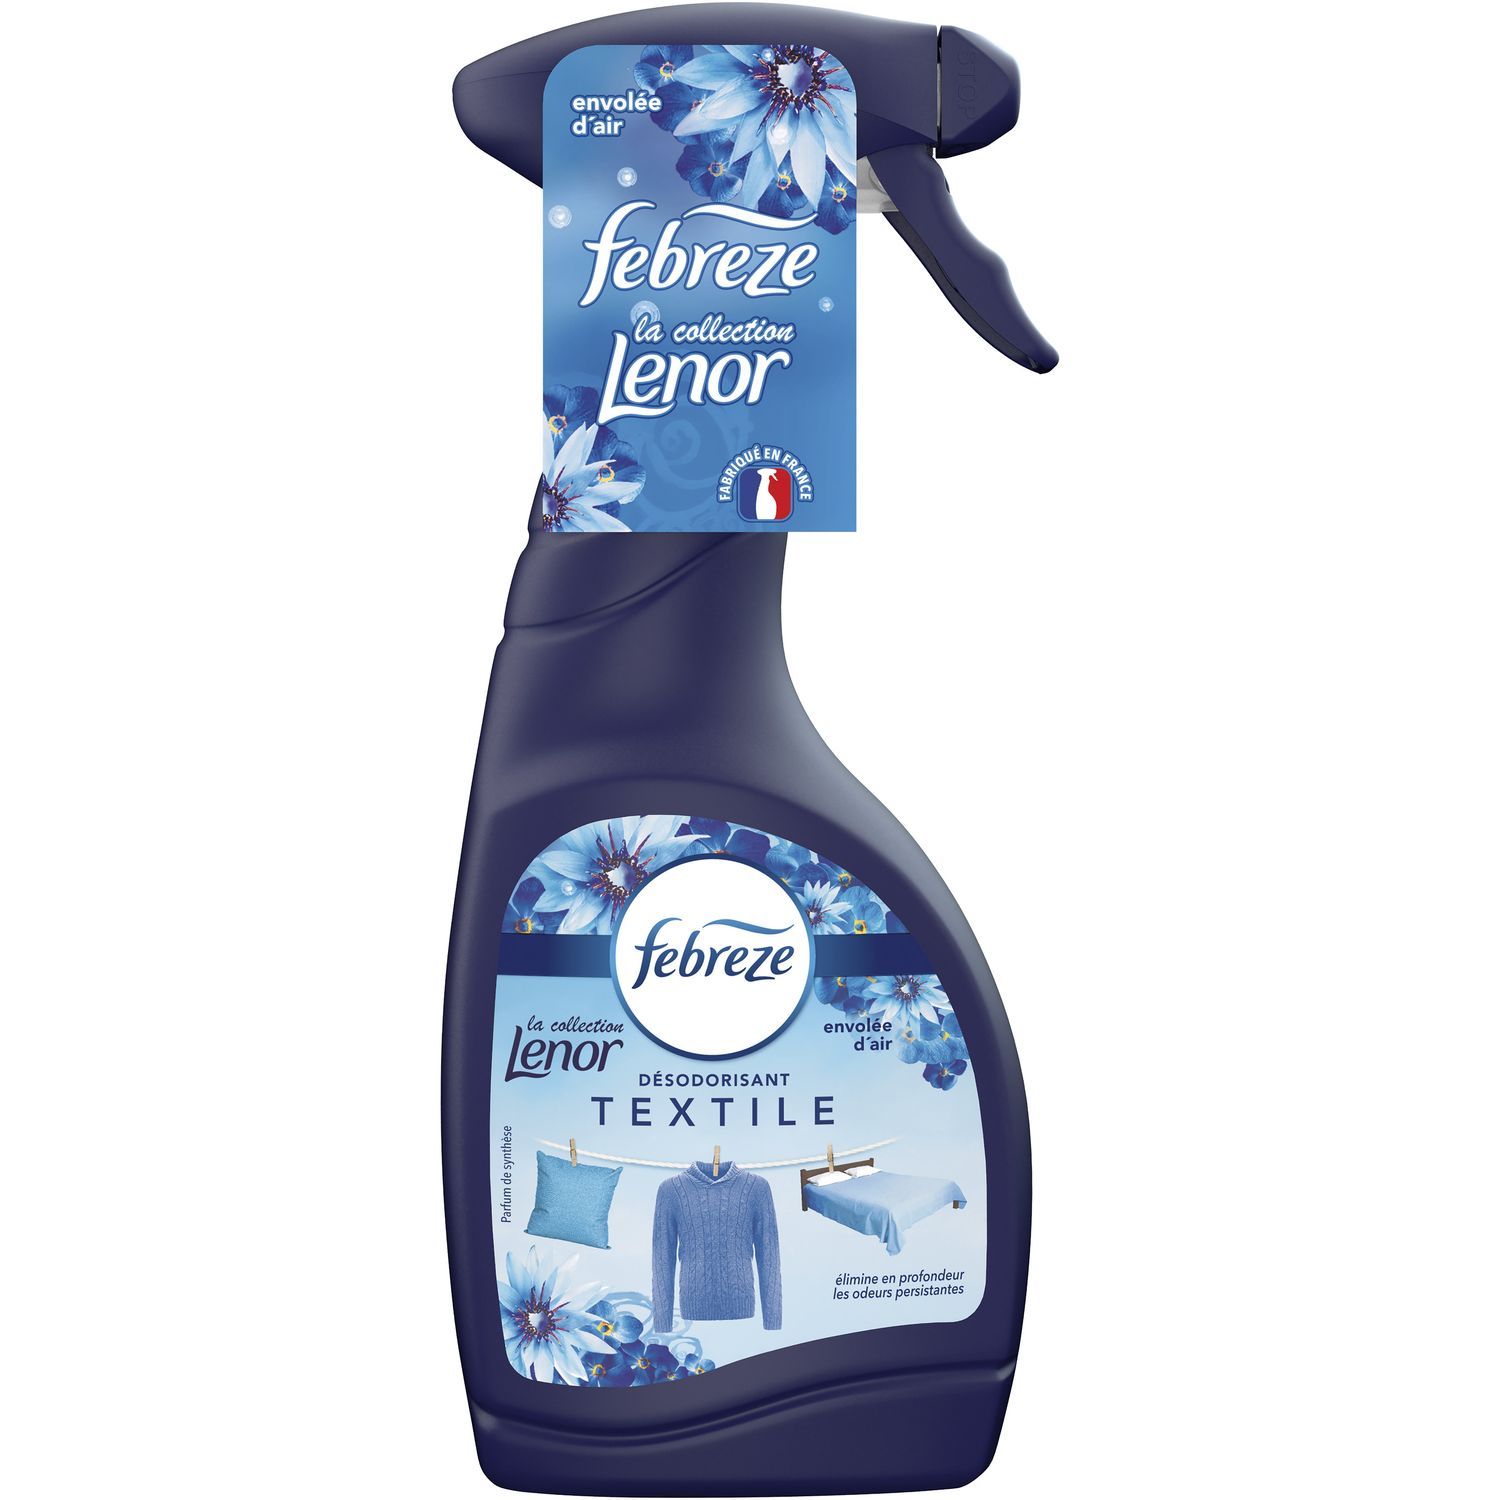 STOP
envolée
d'air
febreze
la collection
Lenor
FABRIQUÉ EN FRANCE
febreze
la collection
Lenor
envolée
d'air
DÉSODORISANT
TEXTILE
Parfum de synthèse
élimine en profondeur
les odeurs persistantes